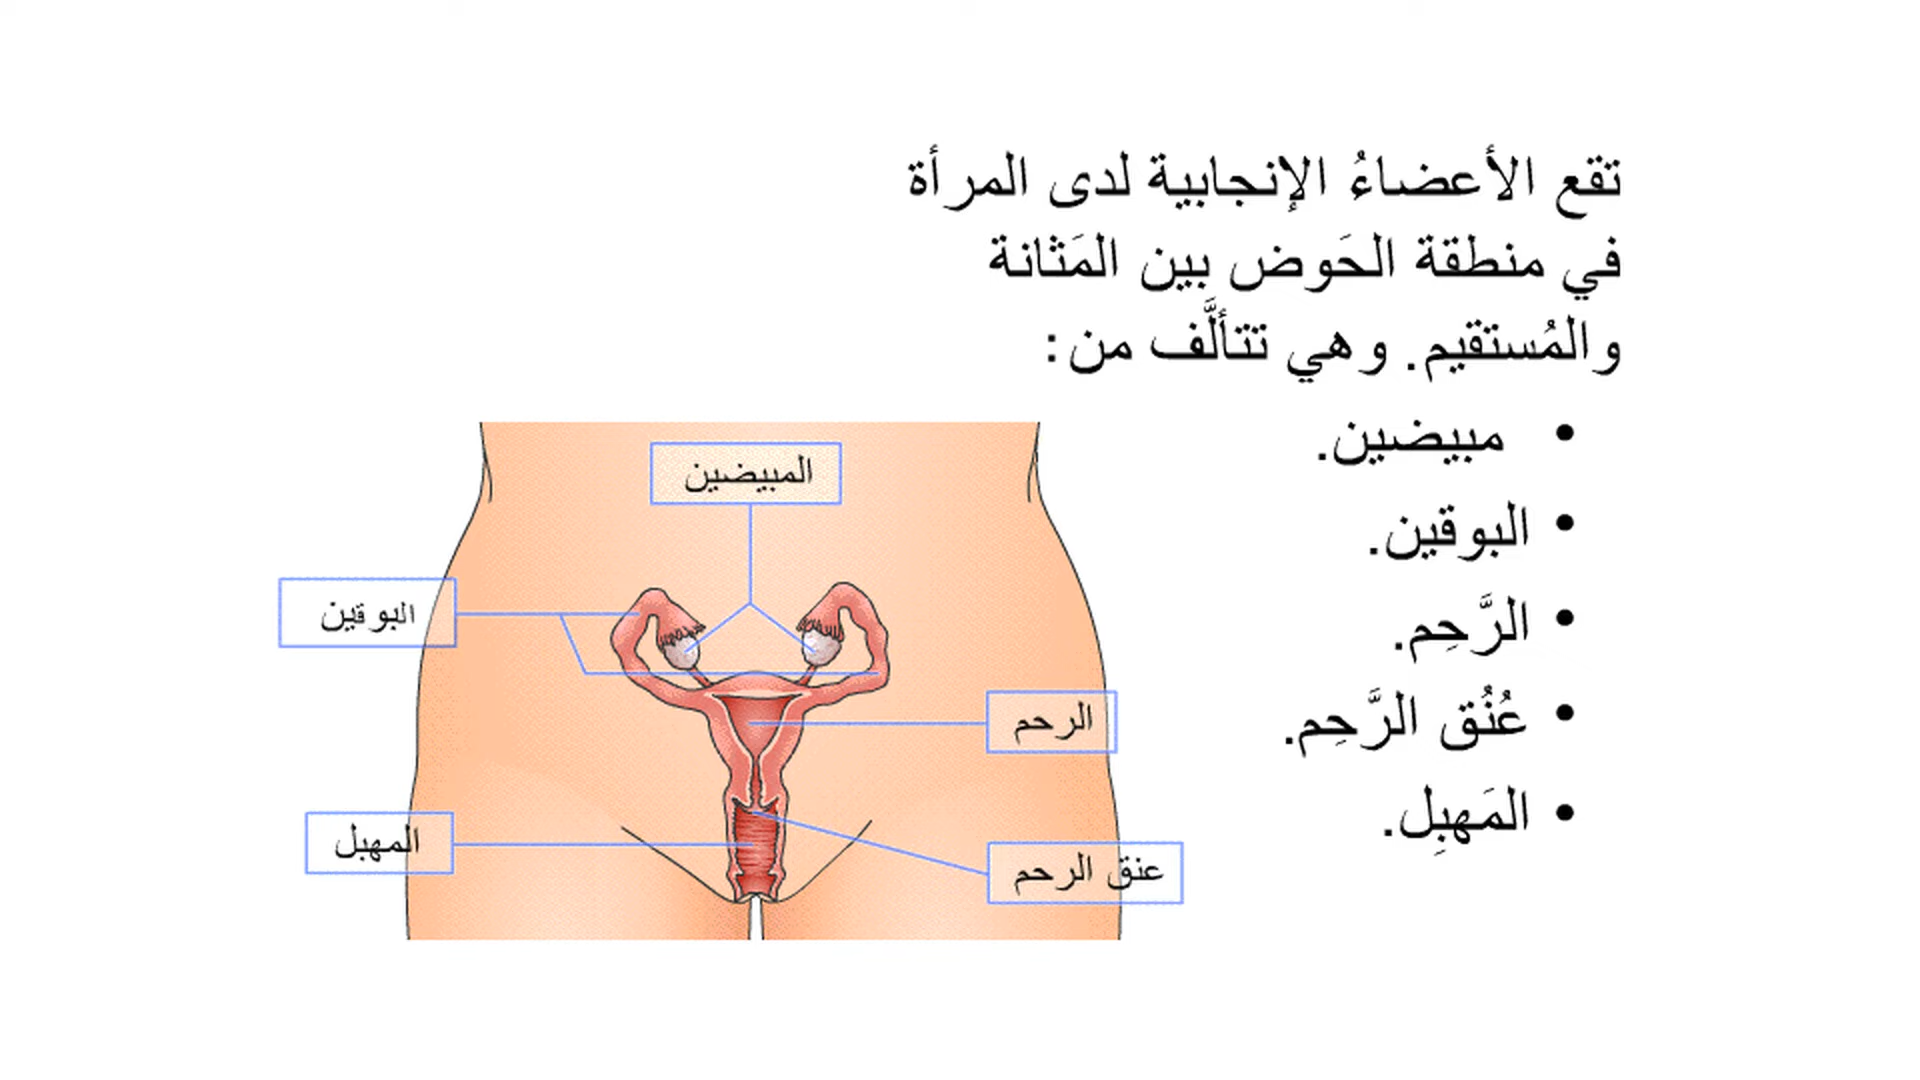 تقع الأعضاءُ الإنجابية لدى المرأة
في منطقة الحَوض بين المَثانة
والمُستقيم. وهي تتألَّف من:
• مبيضين.
• البوقين.
• الرَّحِم.
• عُنُق الرَّحِم.
• المَهبِل.
المبيضين
البوقين
الرحم
المهبل
عنق الرحم